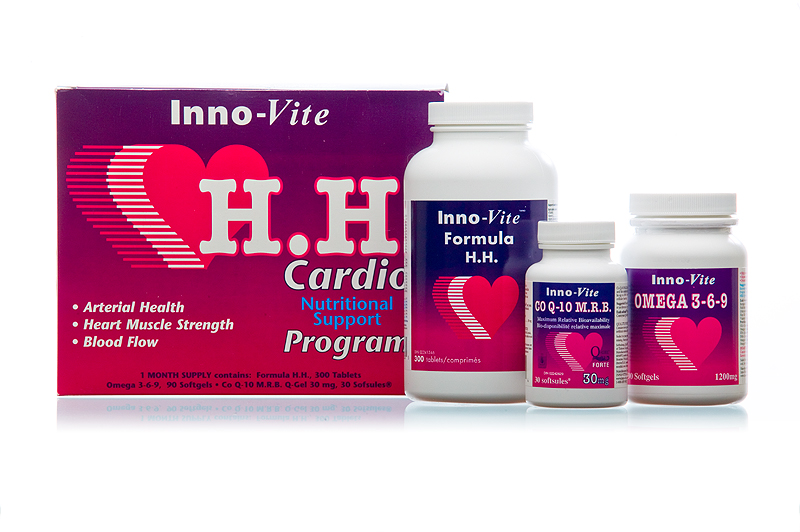 Inno-Vite
H.H
Cardio
Nutritional
Support
Program
• Arterial Health
• Heart Muscle Strength
• Blood Flow
1 MONTH SUPPLY contains: Formula H.H., 300 Tablets
Omega 3-6-9, 90 Softgels • Co Q-10 M.R.B. Q-Gel 30 mg, 30 Sofsules®
Inno-Vite™
Formula
H.H.
300 tablets/comprimés
Inno-Vite
CO Q-10 M.R.B.
Maximum Relative Bioavailability
Bio-disponibilité relative maximale
FORTE
30 softsules®
30mg
Inno-Vite
OMEGA 3-6-9
0 Softgels
1200mg